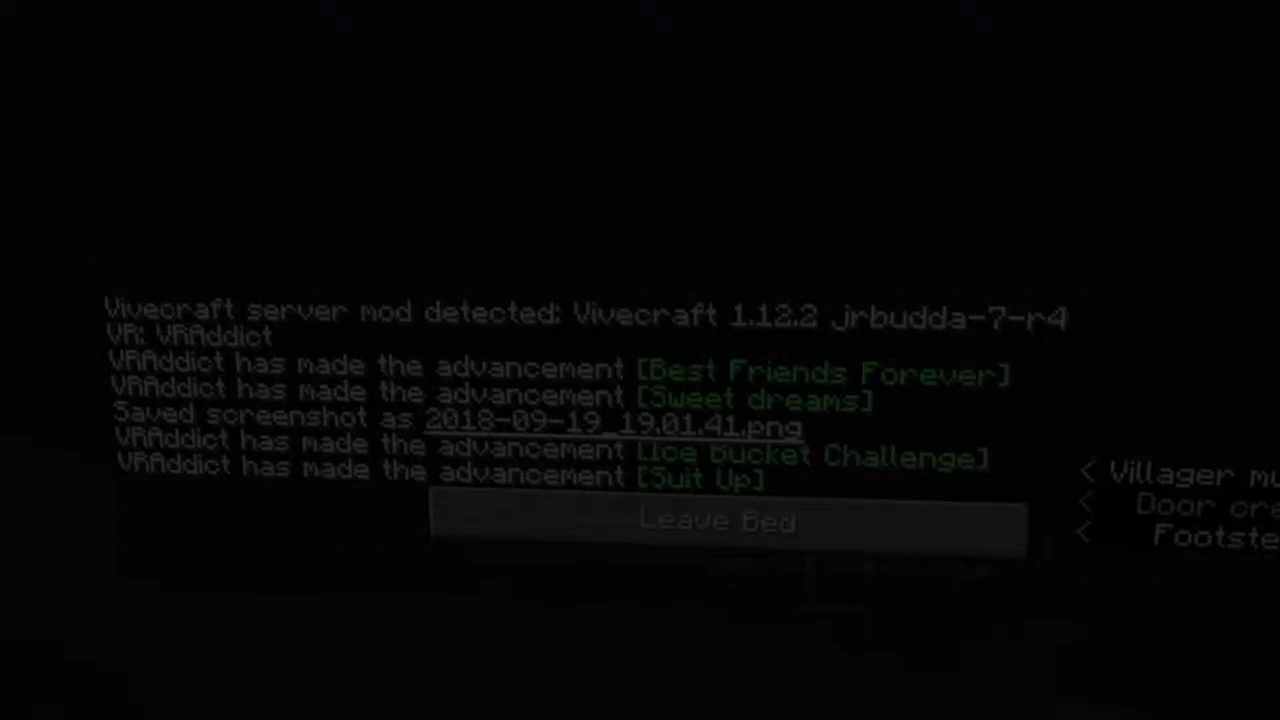 Vivecraft server mod detected: Vivecraft 1.12.2 jrbudda-7-r4
VR: VRAddict
VRAddict has made the advancement [Best Friends Forever]
VRAddict has made the advancement [Sweet dreams]
Saved screenshot as 2018-09-19_19.01.41.png
VRAddict has made the advancement [Ice Bucket Challenge]
VRAddict has made the advancement [Suit Up]
Leave Bed
< Villager mu
< Door cre
< Footste